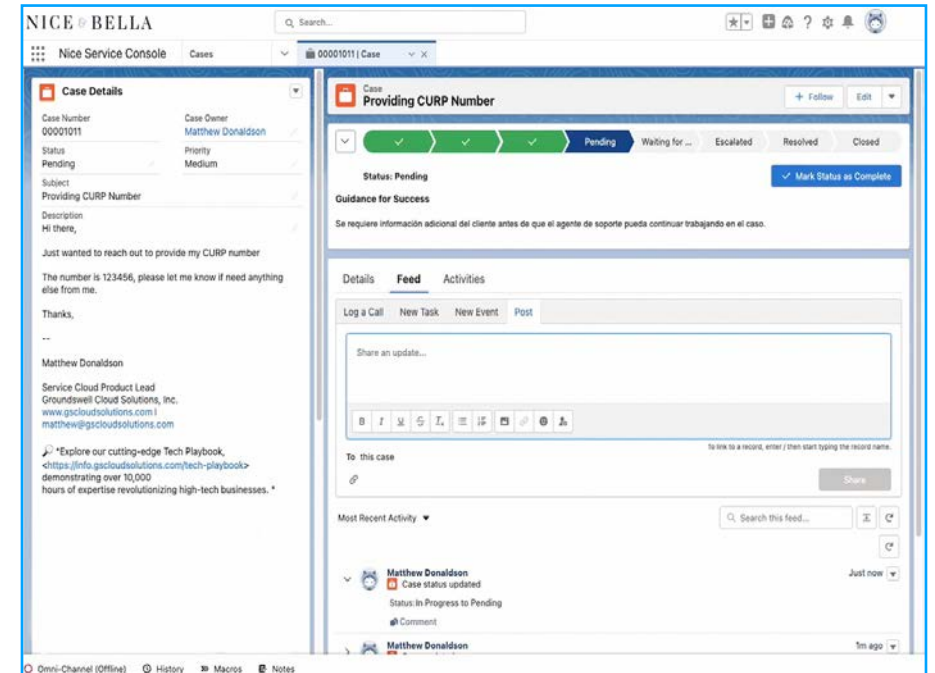 NICE & BELLA
Search...
Nice Service Console
Cases
00001011 | Case
Case Details
Case Number
00001011
Case Owner
Matthew Donaldson
Status
Pending
Priority
Medium
Subject
Providing CURP Number
Description
Hi there,
Just wanted to reach out to provide my CURP number
The number is 123456, please let me know if need anything
else from me.
Thanks,
--
Matthew Donaldson
Service Cloud Product Lead
Groundswell Cloud Solutions, Inc.
www.gscloudsolutions.com |
matthew@gscloudsolutions.com
*Explore our cutting-edge Tech Playbook,
<https://info.gscloudsolutions.com/tech-playbook>
demonstrating over 10,000
hours of expertise revolutionizing high-tech businesses. *
Case
Providing CURP Number
+ Follow
Edit
Pending
Waiting for ...
Escalated
Resolved
Closed
Status: Pending
Mark Status as Complete
Guidance for Success
Se requiere información adicional del cliente antes de que el agente de soporte pueda continuar trabajando en el caso.
Details
Feed
Activities
Log a Call
New Task
New Event
Post
Share an update...
B I U S Tx
To link to a record, enter / then start typing the record name.
To this case
Share
Most Recent Activity
Search this feed...
Matthew Donaldson
Just now
Case status updated
Status: In Progress to Pending
Comment
Matthew Donaldson
1m ago
Omni-Channel (Offline)
History
Macros
Notes